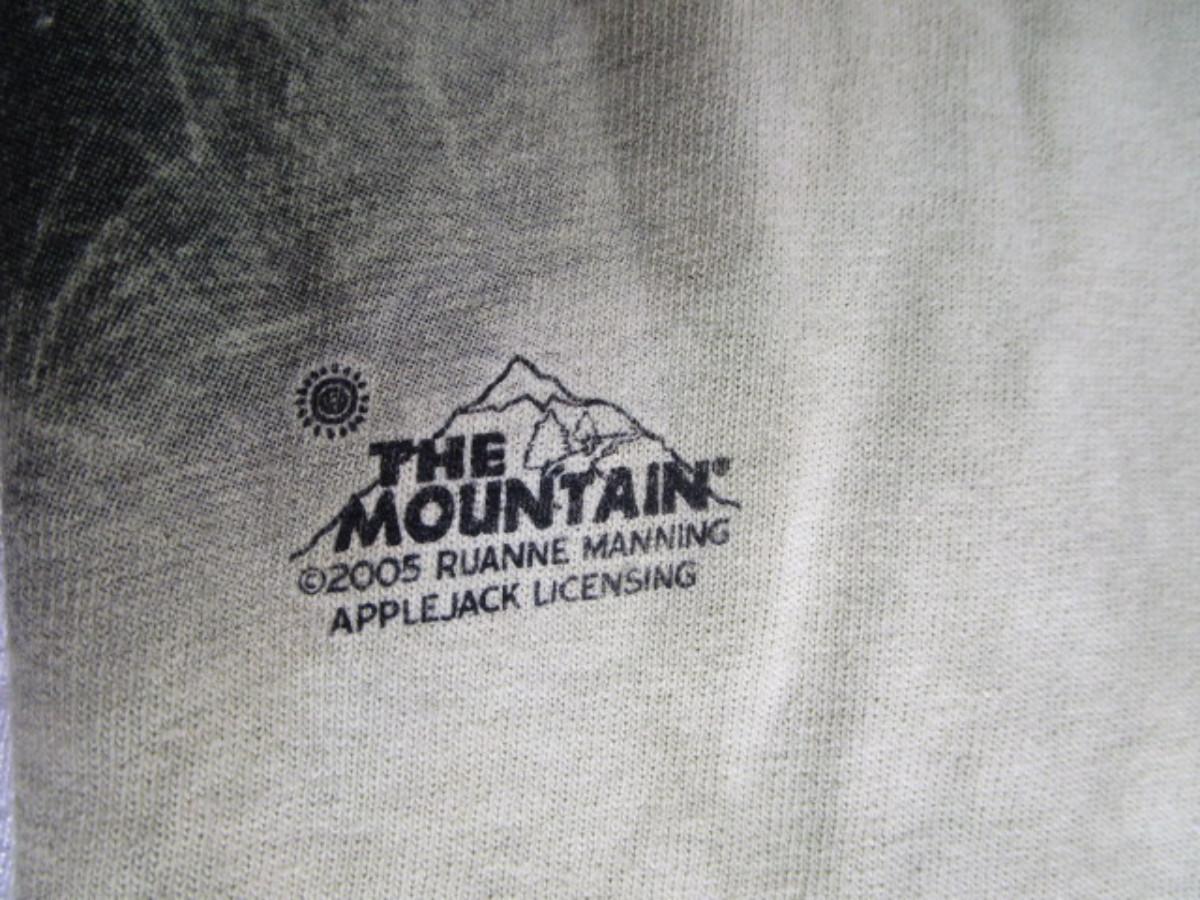 THE
MOUNTAIN®
©2005 RUANNE MANNING
APPLEJACK LICENSING